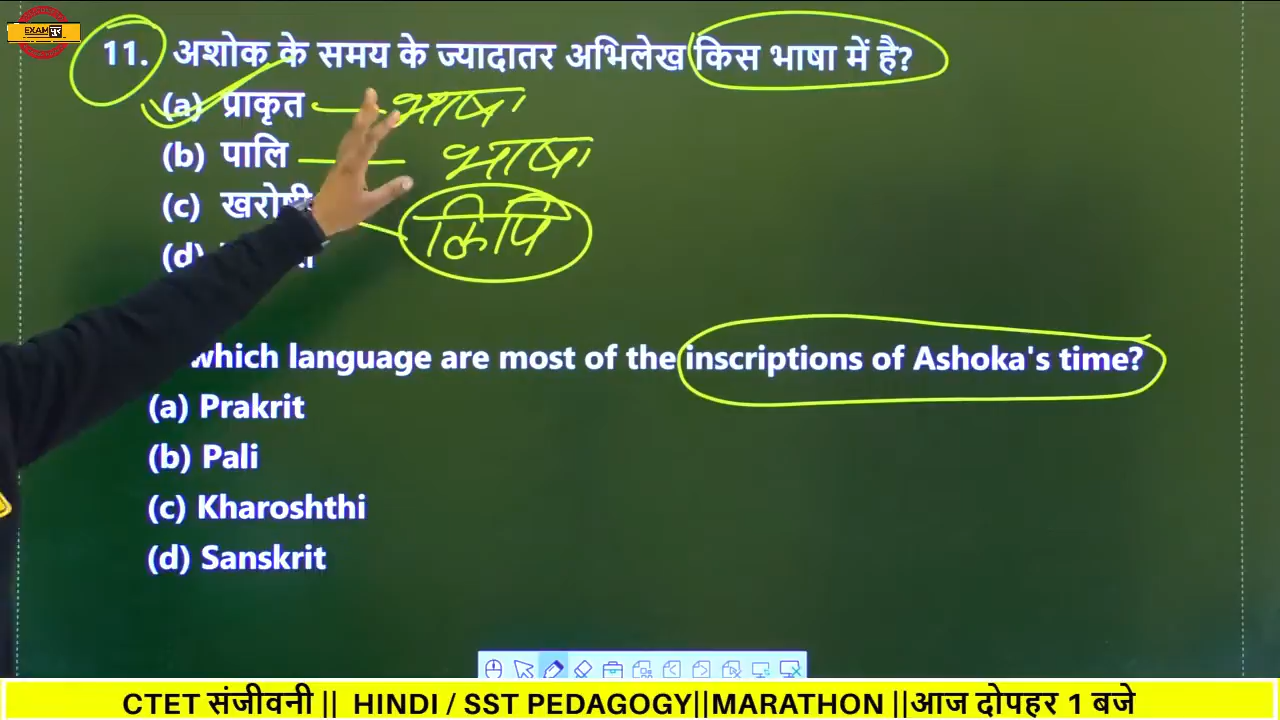 EXAM पुर
11. अशोक के समय के ज्यादातर अभिलेख किस भाषा में है?
(a) प्राकृत — भाषा
(b) पालि — भाषा
(c) लिपि
(d)
which language are most of the inscriptions of Ashoka's time?
(a) Prakrit
(b) Pali
(c) Kharoshthi
(d) Sanskrit
CTET संजीवनी || HINDI / SST PEDAGOGY||MARATHON ||आज दोपहर 1 बजे